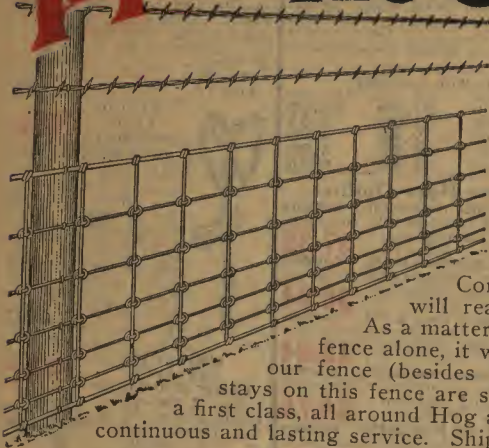 Con
will rea
As a matter
fence alone, it w
our fence (besides
stays on this fence are s
a first class, all around Hog a
continuous and lasting service. Shi